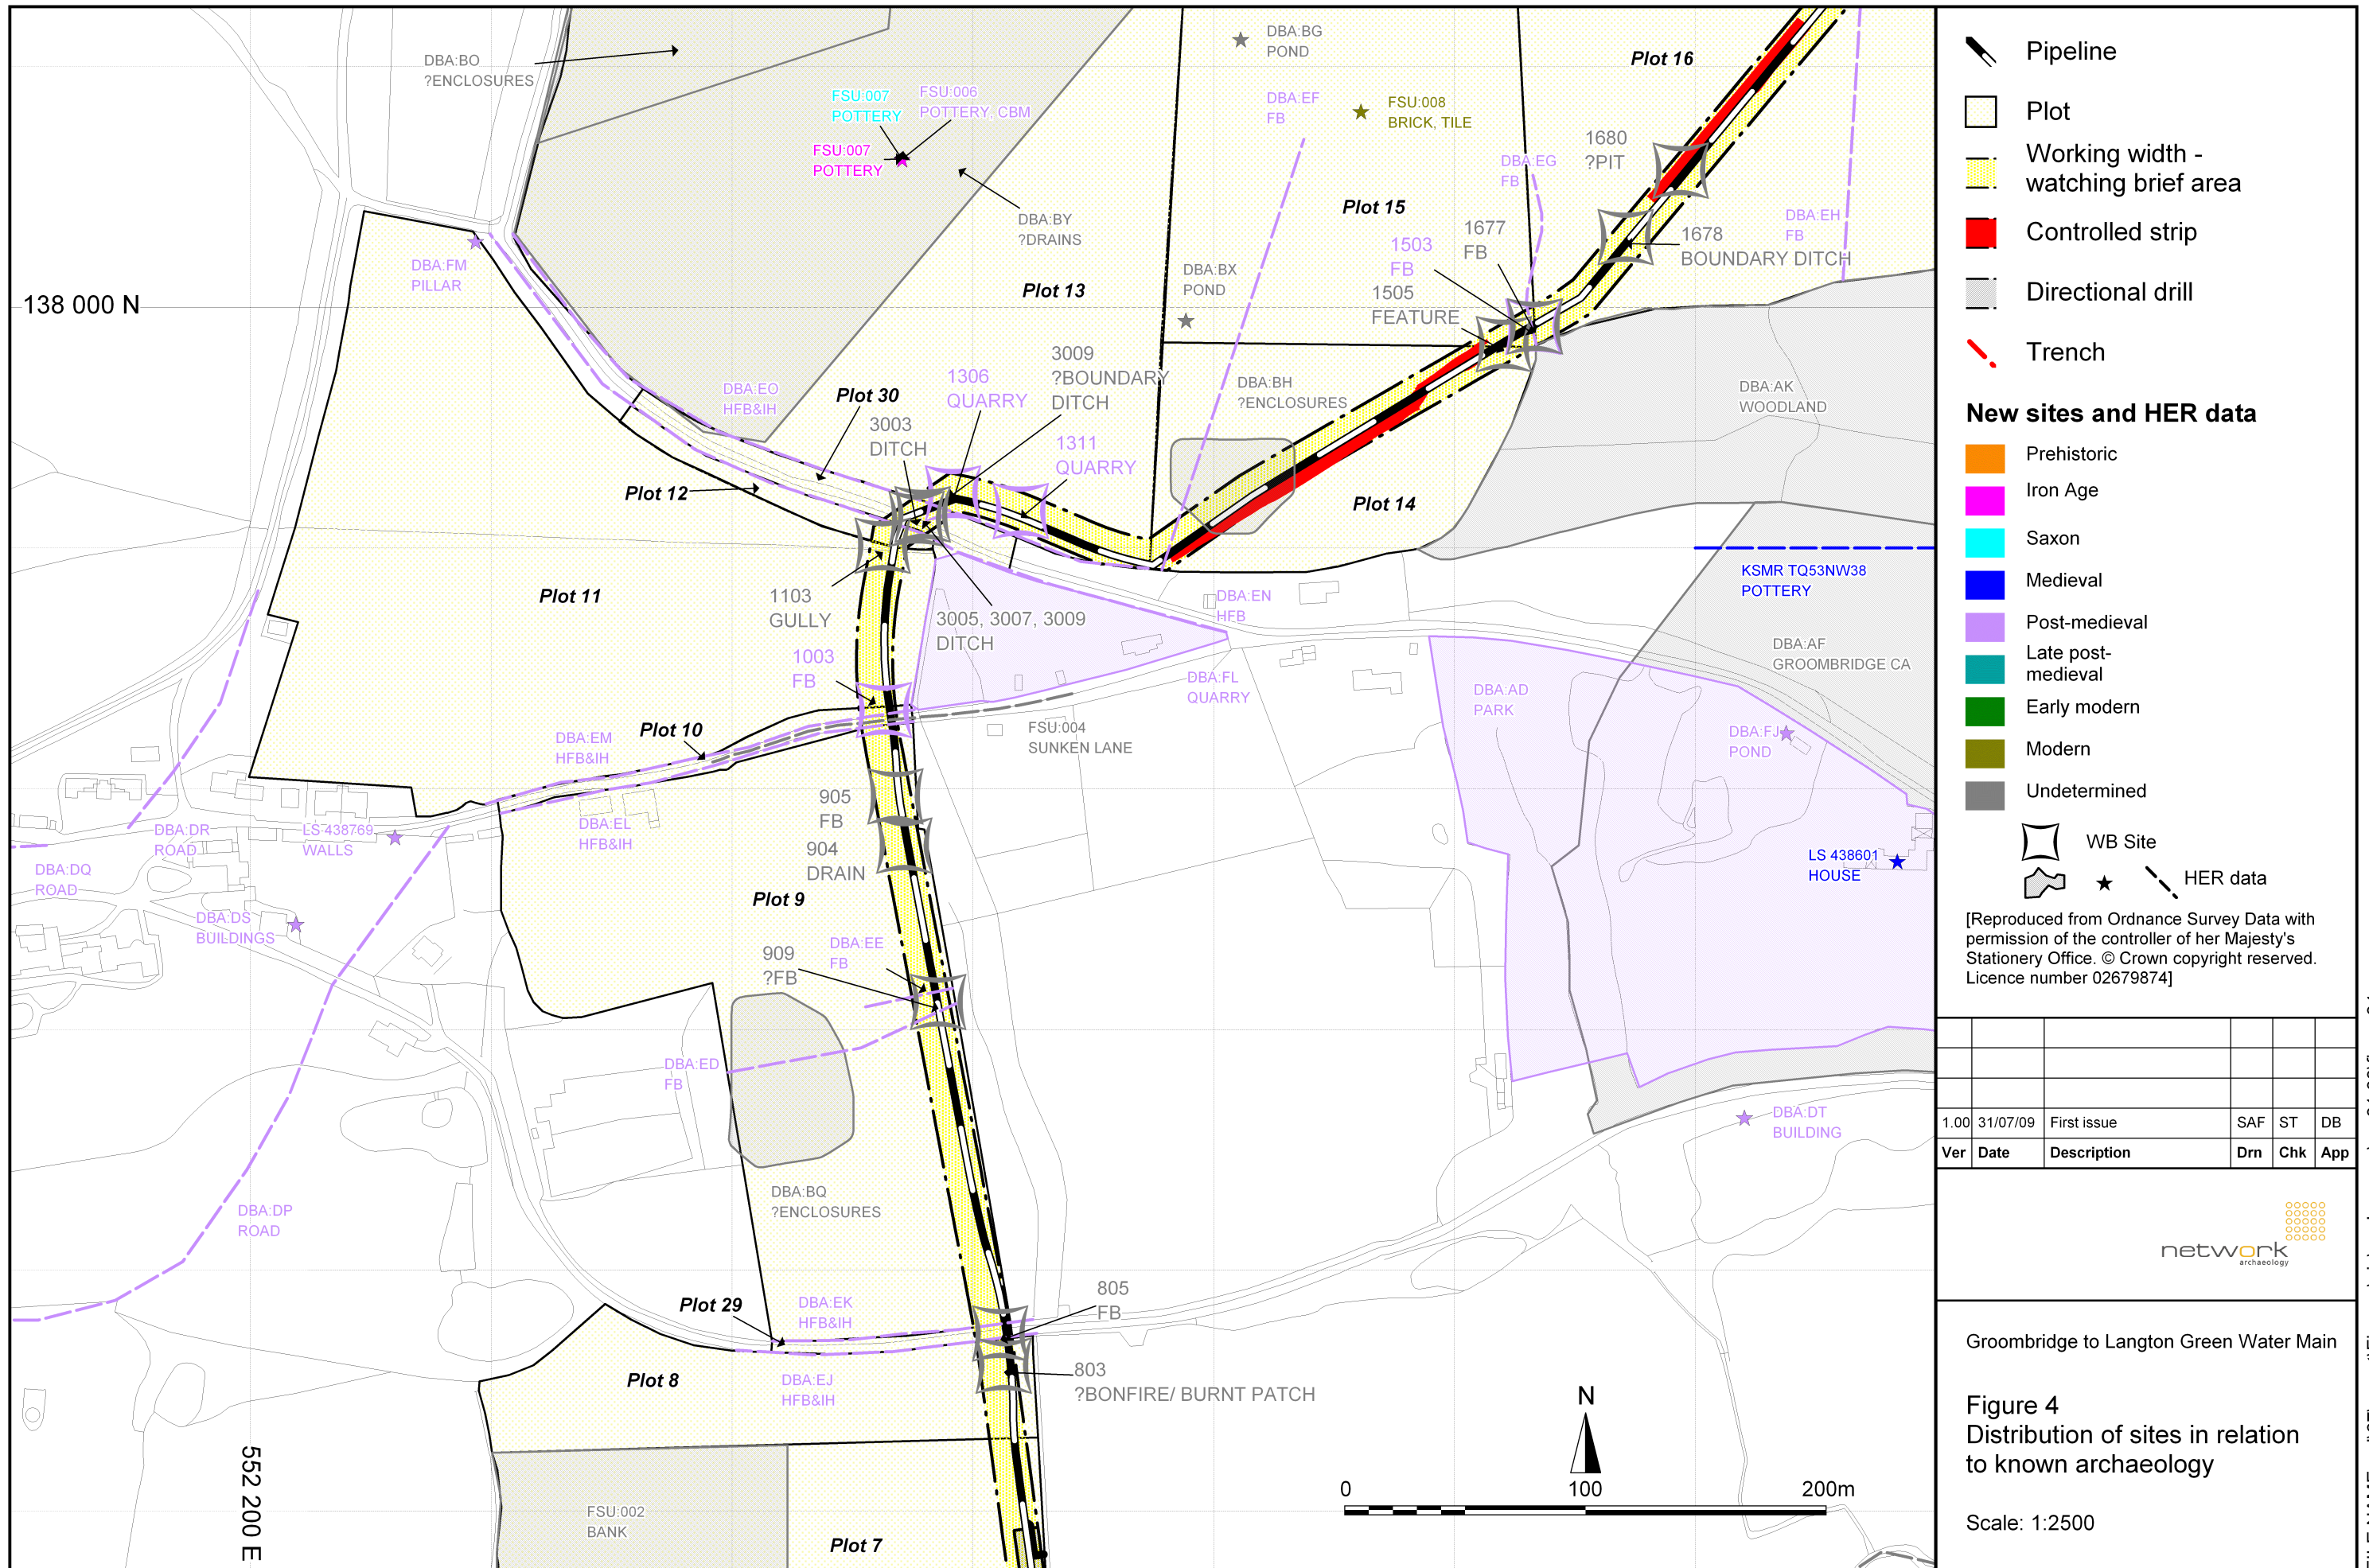 DBA:BO
?ENCLOSURES
FSU:007
POTTERY
FSU:006
POTTERY, CBM
FSU:007
POTTERY
DBA:BG
POND
DBA:EF
FB
FSU:008
BRICK, TILE
Plot 16
1680
?PIT
DBA:EG
FB
DBA:BY
?DRAINS
Plot 15
1503
FB
1677
FB
1678
BOUNDARY DITCH
DBA:EH
FB
DBA:FM
PILLAR
DBA:BX
POND
Plot 13
1505
FEATURE
138 000 N
3009
?BOUNDARY
DITCH
DBA:EO
HFB&IH
Plot 30
1306
QUARRY
DBA:BH
?ENCLOSURES
DBA:AK
WOODLAND
3003
DITCH
1311
QUARRY
Plot 12
Plot 14
KSMR TQ53NW38
POTTERY
Plot 11
1103
GULLY
3005, 3007, 3009
DITCH
DBA:EN
HFB
DBA:AF
GROOMBRIDGE CA
1003
FB
DBA:FL
QUARRY
DBA:AD
PARK
Plot 10
DBA:EM
HFB&IH
FSU:004
SUNKEN LANE
DBA:FJ
POND
905
FB
904
DRAIN
DBA:DR
ROAD
LS 438769
WALLS
DBA:EL
HFB&IH
DBA:DQ
ROAD
LS 438601
HOUSE
Plot 9
DBA:DS
BUILDINGS
909
?FB
DBA:EE
FB
DBA:ED
FB
DBA:DT
BUILDING
DBA:BQ
?ENCLOSURES
DBA:DP
ROAD
Plot 29
DBA:EK
HFB&IH
805
FB
Plot 8
DBA:EJ
HFB&IH
803
?BONFIRE/ BURNT PATCH
552 200 E
FSU:002
BANK
Plot 7
N
0 100 200m
Pipeline
Plot
Working width -
watching brief area
Controlled strip
Directional drill
Trench
New sites and HER data
Prehistoric
Iron Age
Saxon
Medieval
Post-medieval
Late post-
medieval
Early modern
Modern
Undetermined
WB Site
HER data
[Reproduced from Ordnance Survey Data with
permission of the controller of her Majesty's
Stationery Office. © Crown copyright reserved.
Licence number 02679874]
1.00 31/07/09 First issue SAF ST DB
Ver Date Description Drn Chk App
network
archaeology
Groombridge to Langton Green Water Main
Figure 4
Distribution of sites in relation
to known archaeology
Scale: 1:2500